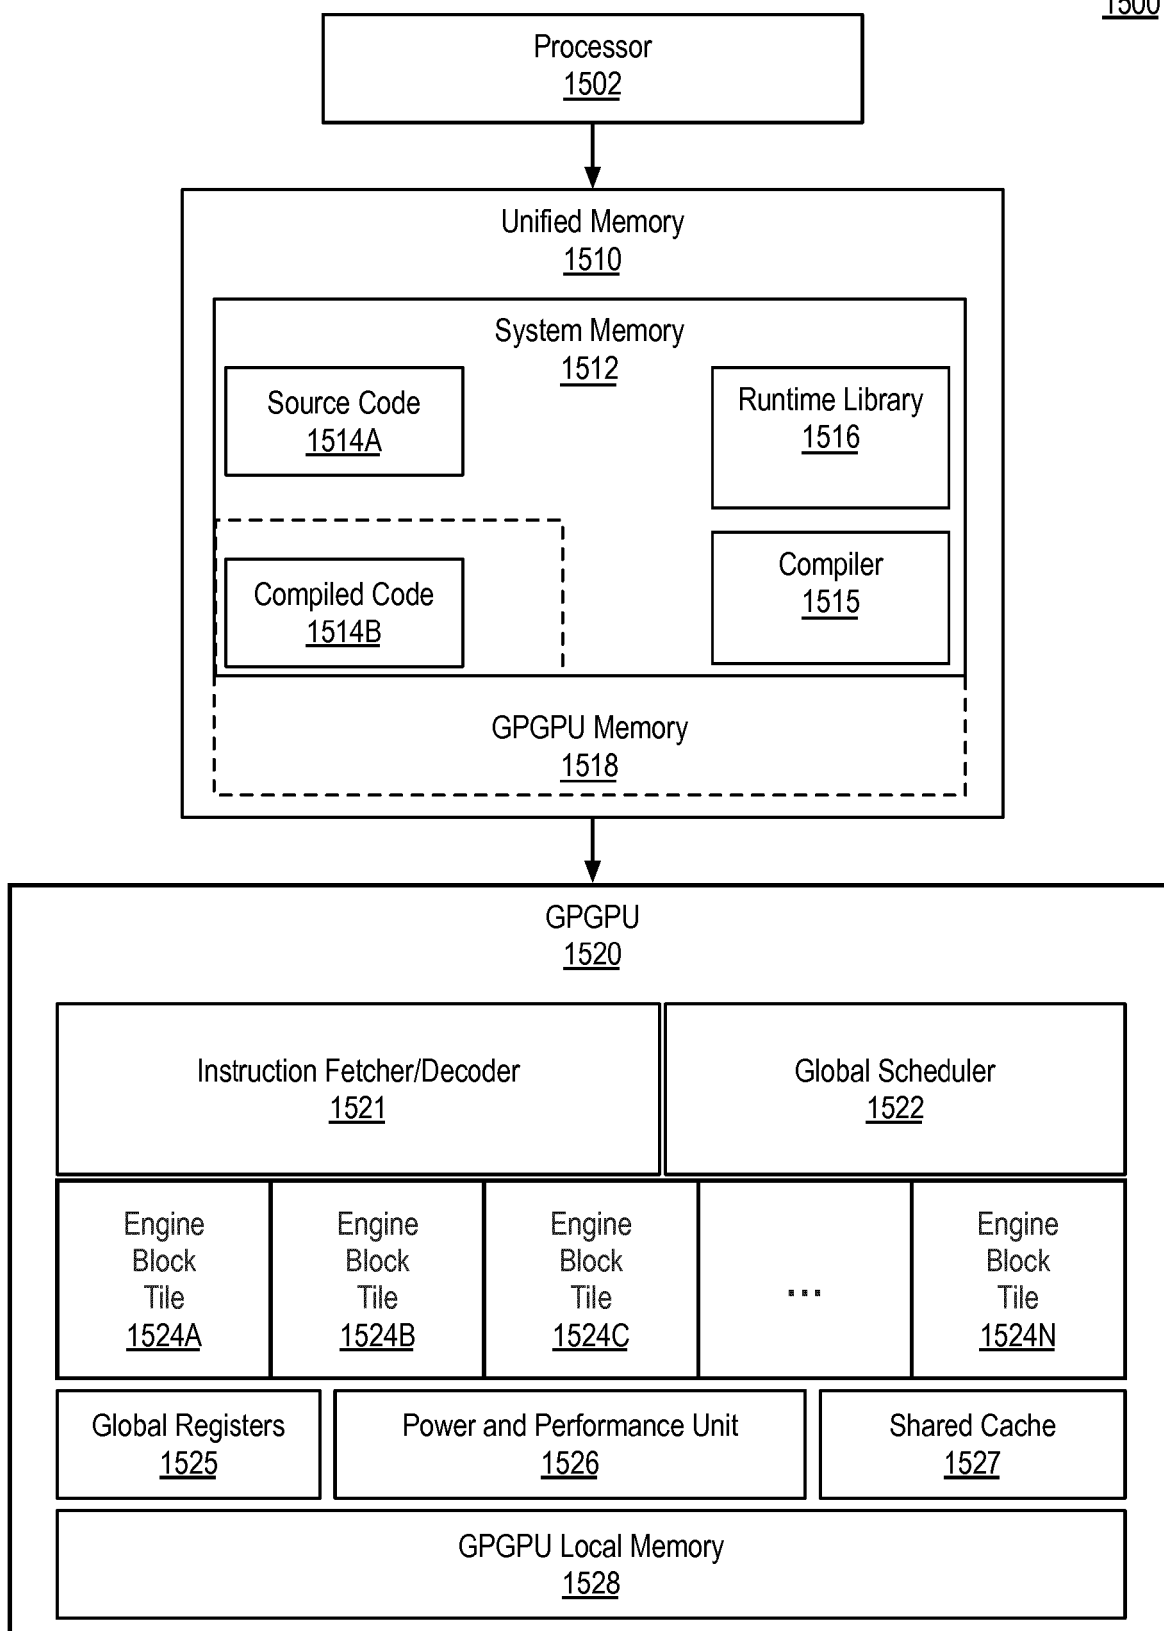 1500
Processor
1502
Unified Memory
1510
System Memory
1512
Source Code
1514A
Runtime Library
1516
Compiled Code
1514B
Compiler
1515
GPGPU Memory
1518
GPGPU
1520
Instruction Fetcher/Decoder
1521
Global Scheduler
1522
Engine
Block
Tile
1524A
Engine
Block
Tile
1524B
Engine
Block
Tile
1524C
...
Engine
Block
Tile
1524N
Global Registers
1525
Power and Performance Unit
1526
Shared Cache
1527
GPGPU Local Memory
1528